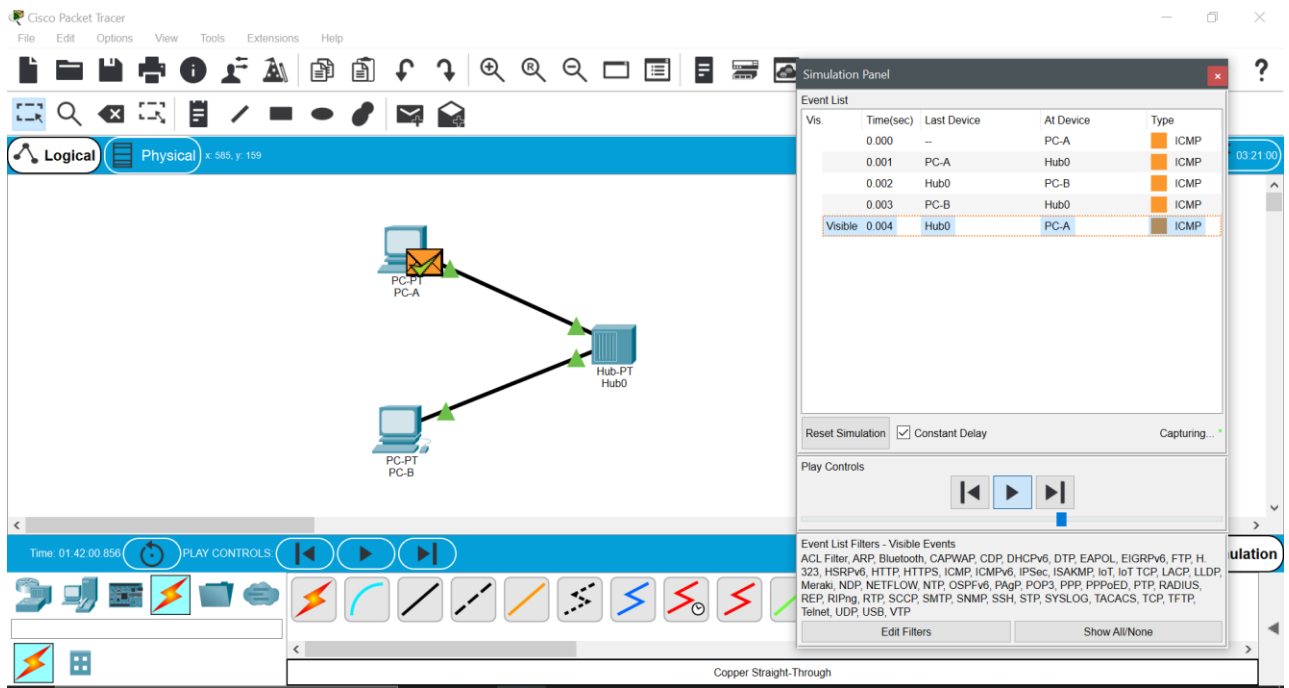 Cisco Packet Tracer
File Edit Options View Tools Extensions Help
R
?
Logical Physical x: 585, y: 159
03:21:00
PC-PT
PC-A
Hub-PT
Hub0
PC-PT
PC-B
Simulation Panel
Event List
Vis. Time(sec) Last Device At Device Type
0.000 -- PC-A ICMP
0.001 PC-A Hub0 ICMP
0.002 Hub0 PC-B ICMP
0.003 PC-B Hub0 ICMP
Visible 0.004 Hub0 PC-A ICMP
Reset Simulation Constant Delay Capturing...
Play Controls
Event List Filters - Visible Events
ACL Filter, ARP, Bluetooth, CAPWAP, CDP, DHCPv6, DTP, EAPOL, EIGRPv6, FTP, H.
323, HSRPv6, HTTP, HTTPS, ICMP, ICMPv6, IPSec, ISAKMP, IoT, IoT TCP, LACP, LLDP,
Meraki, NDP, NETFLOW, NTP, OSPFv6, PAgP, POP3, PPP, PPPoED, PTP, RADIUS,
REP, RIPng, RTP, SCCP, SMTP, SNMP, SSH, STP, SYSLOG, TACACS, TCP, TFTP,
Telnet, UDP, USB, VTP
Edit Filters Show All/None
Time: 01:42:00.856 PLAY CONTROLS:
ulation
Copper Straight-Through